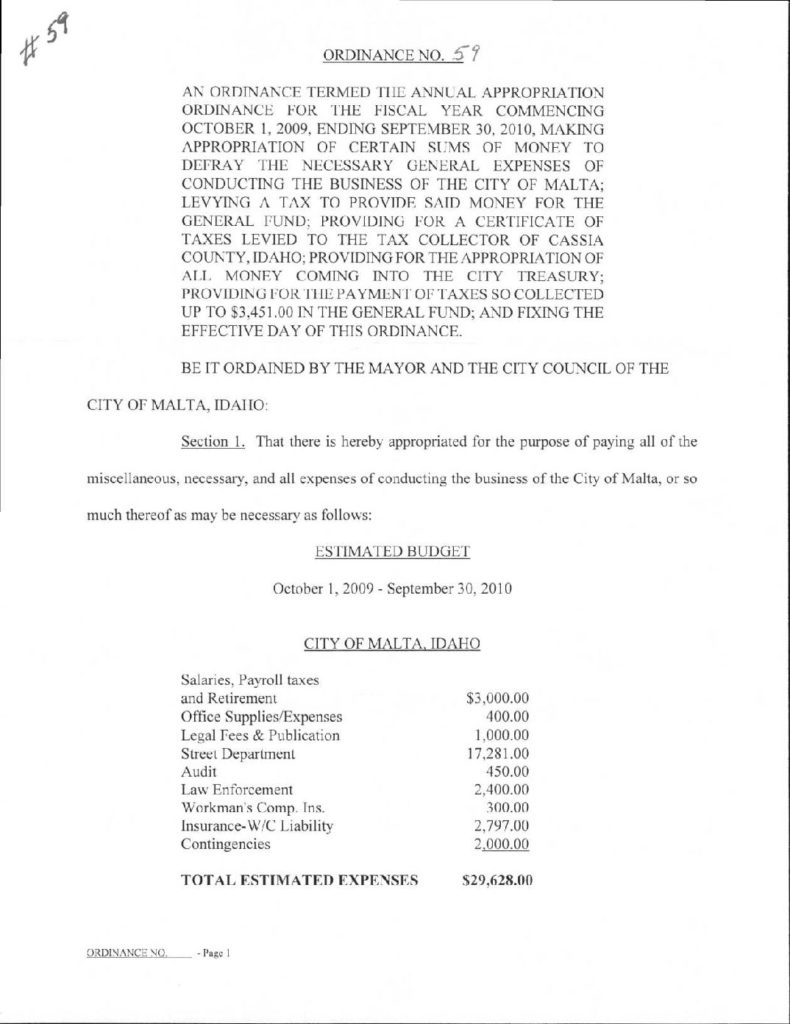 # 59
ORDINANCE NO. 59
AN ORDINANCE TERMED THE ANNUAL APPROPRIATION
ORDINANCE FOR THE FISCAL YEAR COMMENCING
OCTOBER 1, 2009, ENDING SEPTEMBER 30, 2010, MAKING
APPROPRIATION OF CERTAIN SUMS OF MONEY TO
DEFRAY THE NECESSARY GENERAL EXPENSES OF
CONDUCTING THE BUSINESS OF THE CITY OF MALTA;
LEVYING A TAX TO PROVIDE SAID MONEY FOR THE
GENERAL FUND; PROVIDING FOR A CERTIFICATE OF
TAXES LEVIED TO THE TAX COLLECTOR OF CASSIA
COUNTY, IDAHO; PROVIDING FOR THE APPROPRIATION OF
ALL MONEY COMING INTO THE CITY TREASURY;
PROVIDING FOR THE PAYMENT OF TAXES SO COLLECTED
UP TO $3,451.00 IN THE GENERAL FUND; AND FIXING THE
EFFECTIVE DAY OF THIS ORDINANCE.
BE IT ORDAINED BY THE MAYOR AND THE CITY COUNCIL OF THE
CITY OF MALTA, IDAHO:
Section 1. That there is hereby appropriated for the purpose of paying all of the
miscellaneous, necessary, and all expenses of conducting the business of the City of Malta, or so
much thereof as may be necessary as follows:
ESTIMATED BUDGET
October 1, 2009 - September 30, 2010
CITY OF MALTA, IDAHO
Salaries, Payroll taxes
and Retirement $3,000.00
Office Supplies/Expenses 400.00
Legal Fees & Publication 1,000.00
Street Department 17,281.00
Audit 450.00
Law Enforcement 2,400.00
Workman's Comp. Ins. 300.00
Insurance-W/C Liability 2,797.00
Contingencies 2,000.00
TOTAL ESTIMATED EXPENSES $29,628.00
ORDINANCE NO. _____ - Page 1